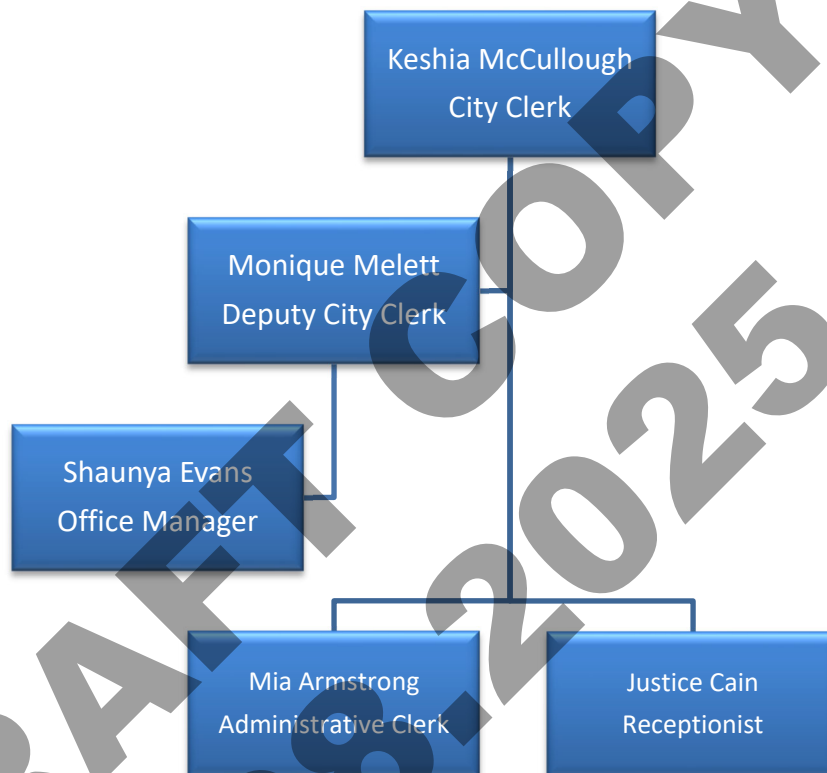 Keshia McCullough
City Clerk
Monique Melett
Deputy City Clerk
Shaunya Evans
Office Manager
Mia Armstrong
Administrative Clerk
Justice Cain
Receptionist
COPY